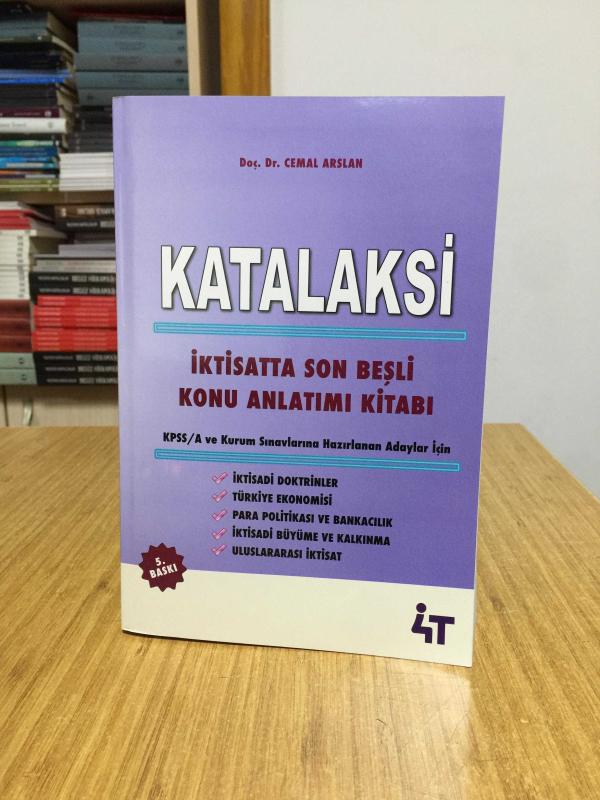 Doç. Dr. CEMAL ARSLAN
KATALAKSİ
İKTİSATTA SON BEŞLİ
KONU ANLATIMI KİTABI
KPSS/A ve Kurum Sınavlarına Hazırlanan Adaylar İçin
İKTİSADİ DOKTRİNLER
TÜRKİYE EKONOMİSİ
PARA POLİTİKASI VE BANKACILIK
İKTİSADİ BÜYÜME VE KALKINMA
ULUSLARARASI İKTİSAT
5.
BASKI
4T